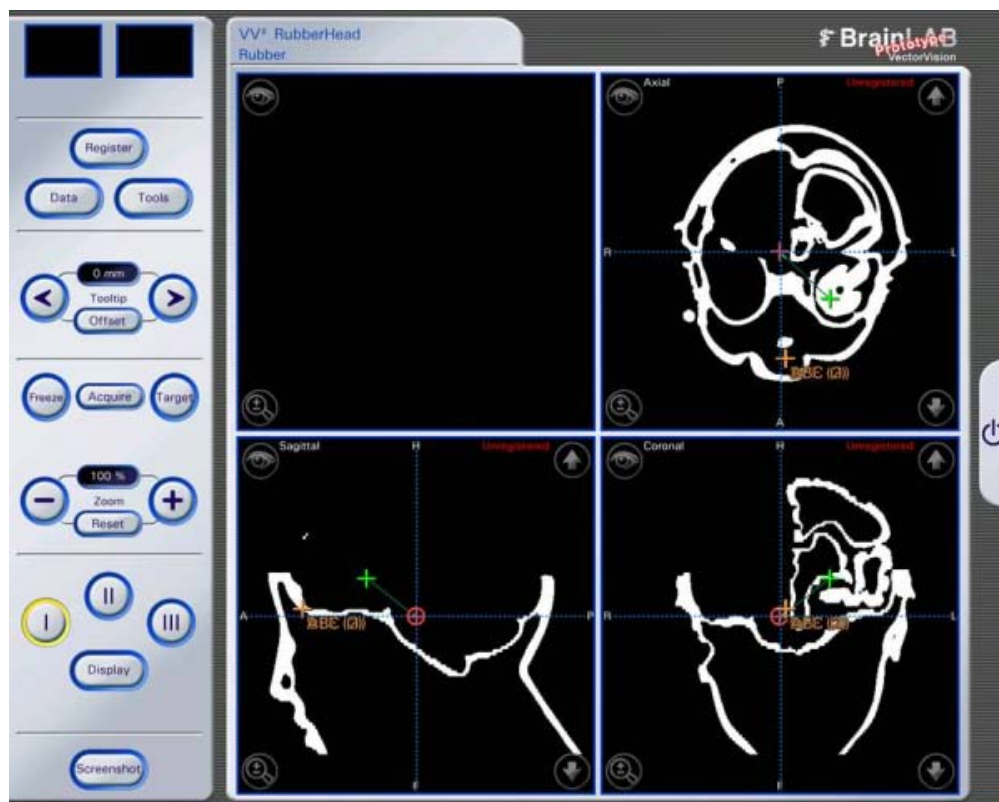 VV² RubberHead
Rubber
BrainLAB
Prototype
VectorVision
Register
Data
Tools
0 mm
Tooltip
Offset
Freeze
Acquire
Target
100 %
Zoom
Reset
I
II
III
Display
Screenshot
Axial
P
Unregistered
R
L
A
Sagittal
H
Unregistered
A
P
F
Coronal
H
Unregistered
R
L
F